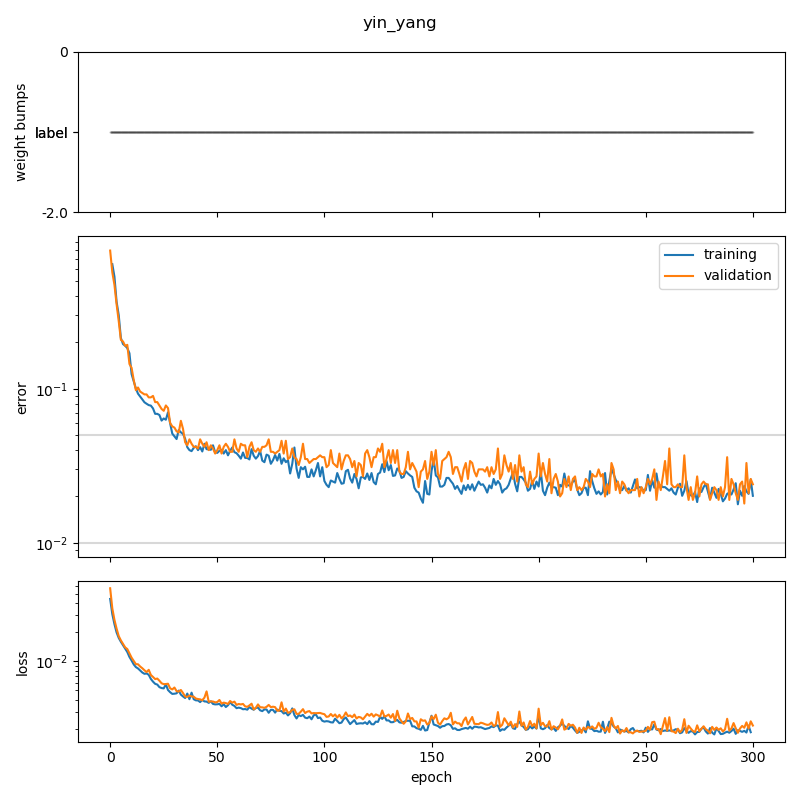 yin_yang
0
label
-2.0
weight bumps
training
validation
10⁻¹
10⁻²
error
10⁻²
loss
0 50 100 150 200 250 300
epoch